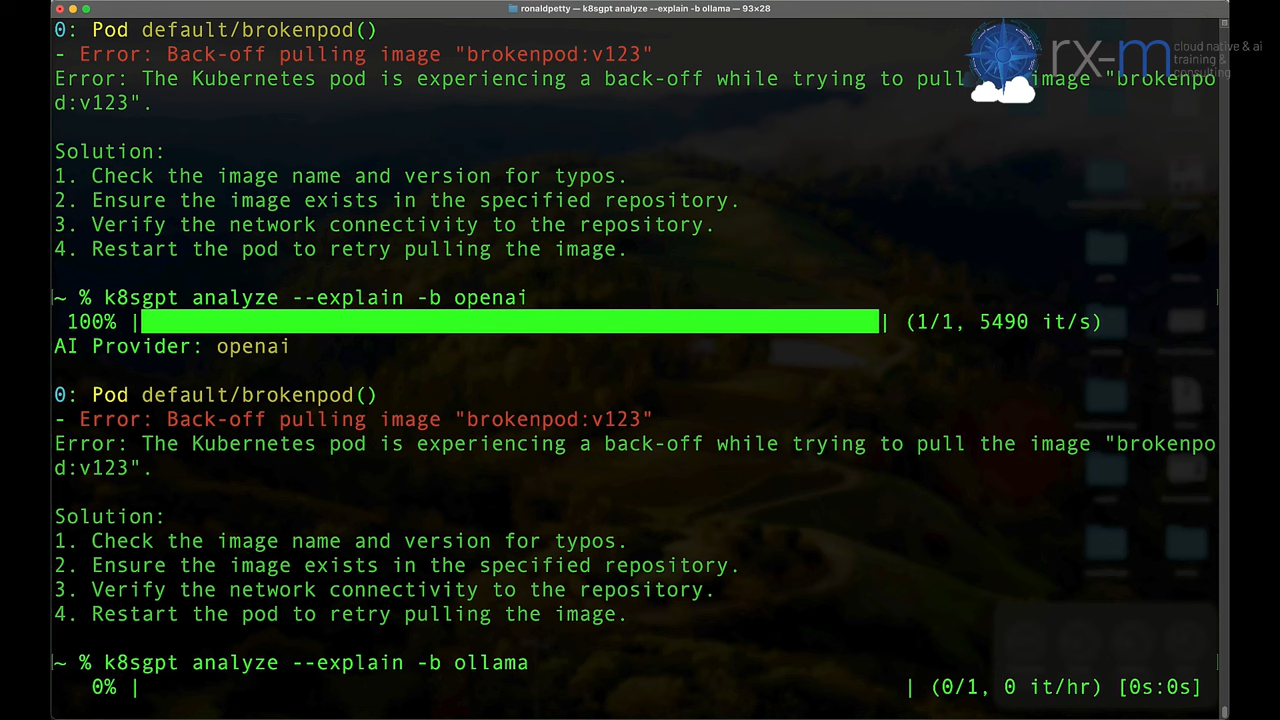 ronaldpetty — k8sgpt analyze --explain -b ollama — 93×28
0: Pod default/brokenpod()
- Error: Back-off pulling image "brokenpod:v123"
Error: The Kubernetes pod is experiencing a back-off while trying to pull the image "brokenpo
d:v123".
rx-m cloud native & ai
training &
consulting
Solution:
1. Check the image name and version for typos.
2. Ensure the image exists in the specified repository.
3. Verify the network connectivity to the repository.
4. Restart the pod to retry pulling the image.
~ % k8sgpt analyze --explain -b openai
100% | | (1/1, 5490 it/s)
AI Provider: openai
0: Pod default/brokenpod()
- Error: Back-off pulling image "brokenpod:v123"
Error: The Kubernetes pod is experiencing a back-off while trying to pull the image "brokenpo
d:v123".
Solution:
1. Check the image name and version for typos.
2. Ensure the image exists in the specified repository.
3. Verify the network connectivity to the repository.
4. Restart the pod to retry pulling the image.
~ % k8sgpt analyze --explain -b ollama
0% | | (0/1, 0 it/hr) [0s:0s]